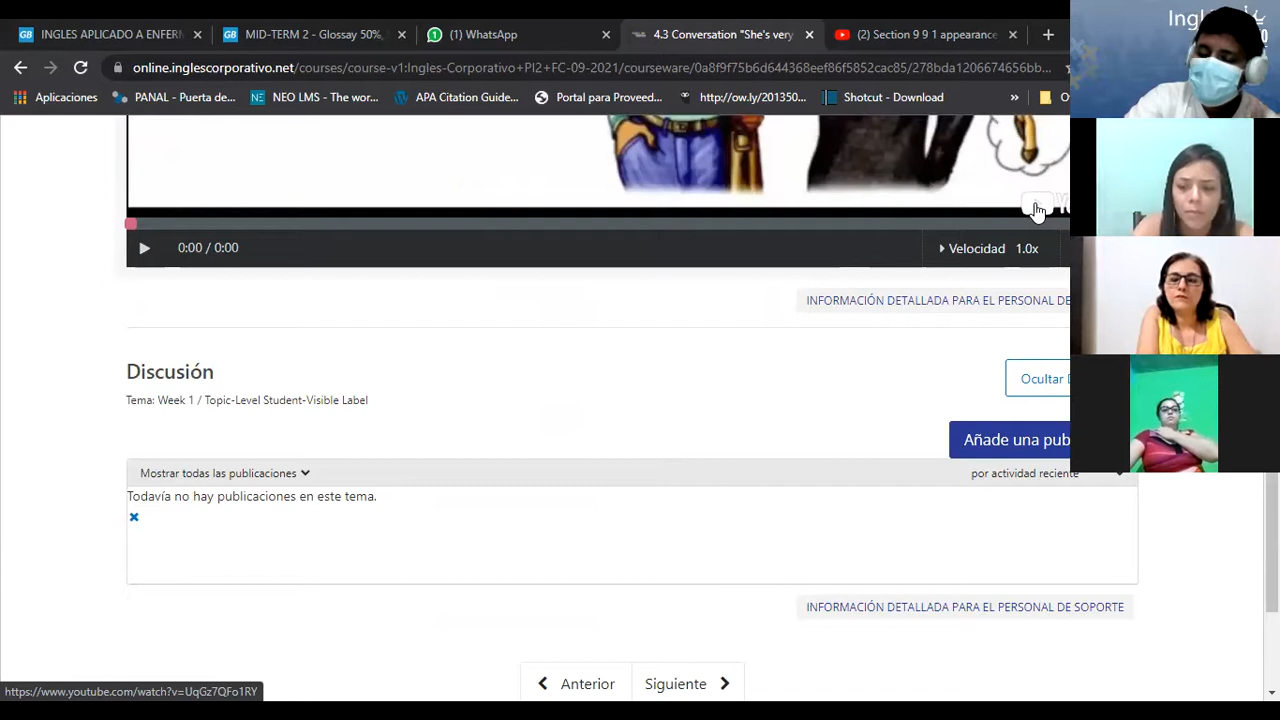 INGLES APLICADO A ENFERM
MID-TERM 2 - Glossay 50%,
(1) WhatsApp
4.3 Conversation "She's very
(2) Section 9 9 1 appearance
online.inglescorporativo.net/courses/course-v1:Ingles-Corporativo+PI2+FC-09-2021/courseware/0a8f9f75b6d644368eef86f5852cac85/278bda1206674656bb...
Aplicaciones
PANAL - Puerta de...
NEO LMS - The wor...
APA Citation Guide...
Portal para Proveed...
http://ow.ly/201350...
Shotcut - Download
»
0:00 / 0:00
Velocidad 1.0x
INFORMACIÓN DETALLADA PARA EL PERSONAL DE
Discusión
Ocultar
Tema: Week 1 / Topic-Level Student-Visible Label
Añade una pub
Mostrar todas las publicaciones
por actividad reciente
Todavía no hay publicaciones en este tema.
INFORMACIÓN DETALLADA PARA EL PERSONAL DE SOPORTE
Anterior
Siguiente
https://www.youtube.com/watch?v=UqGz7QFo1RY